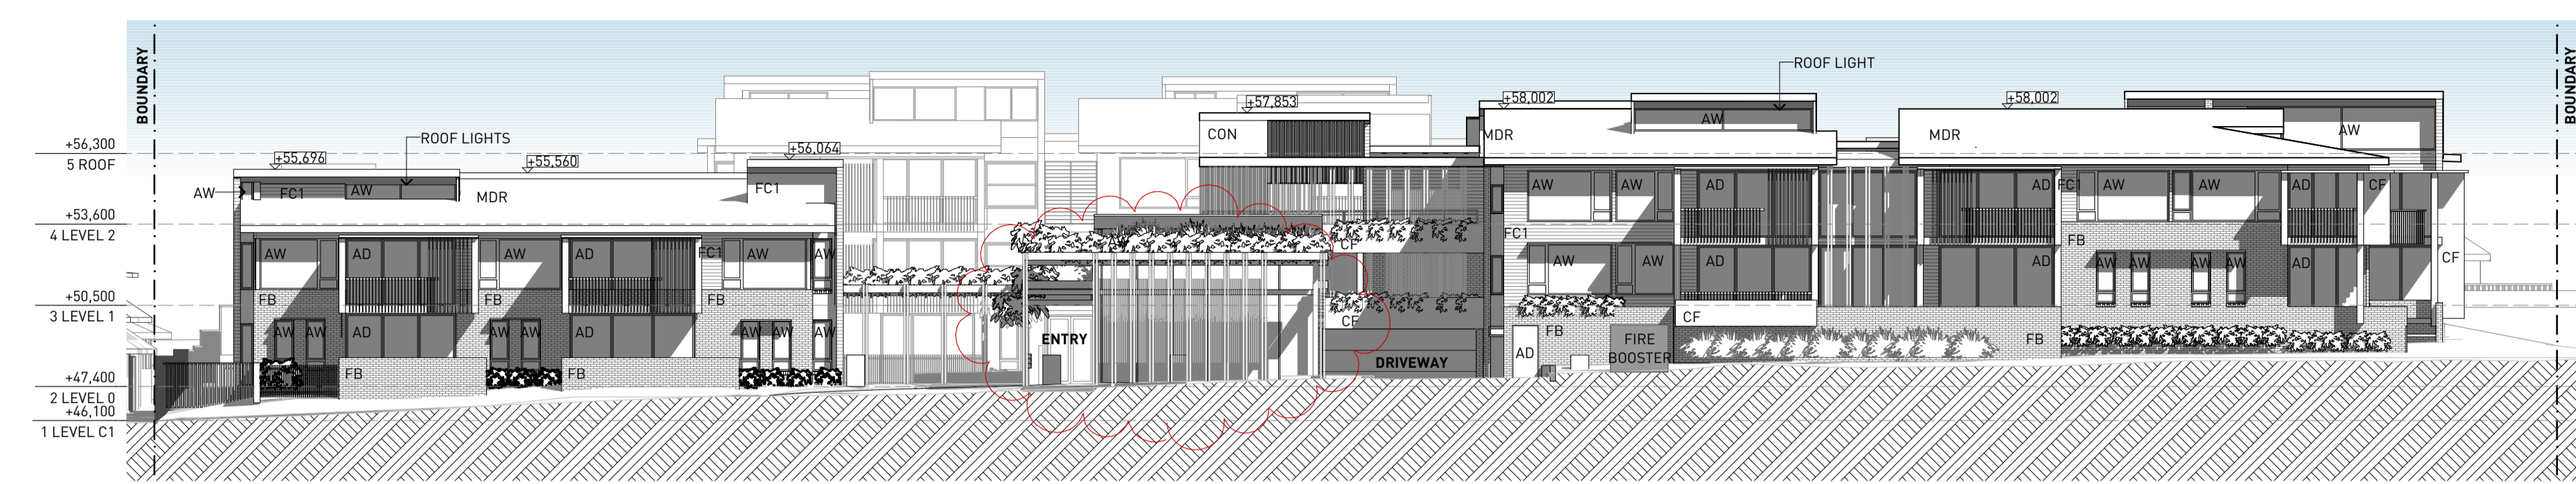 BOUNDARY
BOUNDARY
ROOF LIGHT
+57,853
+58,002
+58,002
CON
MDR
AW
MDR
AW
+56,300
5 ROOF
ROOF LIGHTS
+55,696
+55,560
+56,064
AW
FC1
AW
MDR
FC1
AW
AW
AD
AD
FC1
AW
AW
AD
CF
+53,600
4 LEVEL 2
FC1
CF
FB
AW
AD
AW
AD
FC1
AW
AW
AW
AW
AD
AD
AW
AW
AW
AW
AD
CF
+50,500
3 LEVEL 1
FB
FB
FB
CF
CF
AW
AW
AD
AW
AW
AD
AW
AW
AW
ENTRY
FB
FIRE
BOOSTER
FB
AD
DRIVEWAY
FB
FB
+47,400
2 LEVEL 0
+46,100
1 LEVEL C1